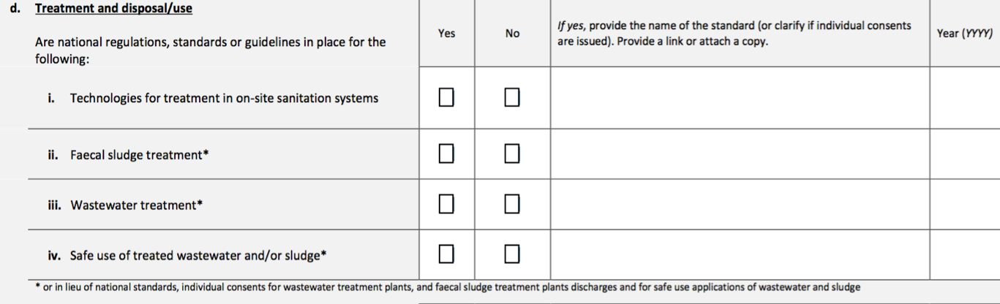 d. Treatment and disposal/use
Are national regulations, standards or guidelines in place for the
following:
Yes
No
If yes, provide the name of the standard (or clarify if individual consents
are issued). Provide a link or attach a copy.
Year (YYYY)
i. Technologies for treatment in on-site sanitation systems
ii. Faecal sludge treatment*
iii. Wastewater treatment*
iv. Safe use of treated wastewater and/or sludge*
* or in lieu of national standards, individual consents for wastewater treatment plants, and faecal sludge treatment plants discharges and for safe use applications of wastewater and sludge